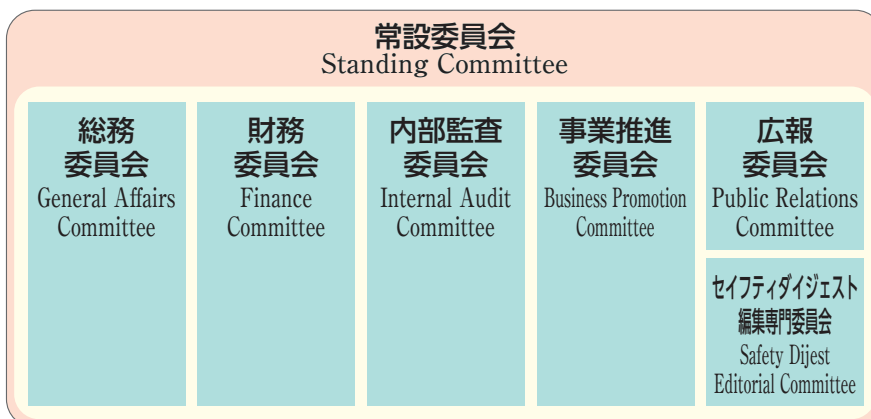 常設委員会
Standing Committee
総務
委員会
General Affairs
Committee
財務
委員会
Finance
Committee
内部監査
委員会
Internal Audit
Committee
事業推進
委員会
Business Promotion
Committee
広報
委員会
Public Relations
Committee
セイフティダイジェスト
編集専門委員会
Safety Dijest
Editorial Committee